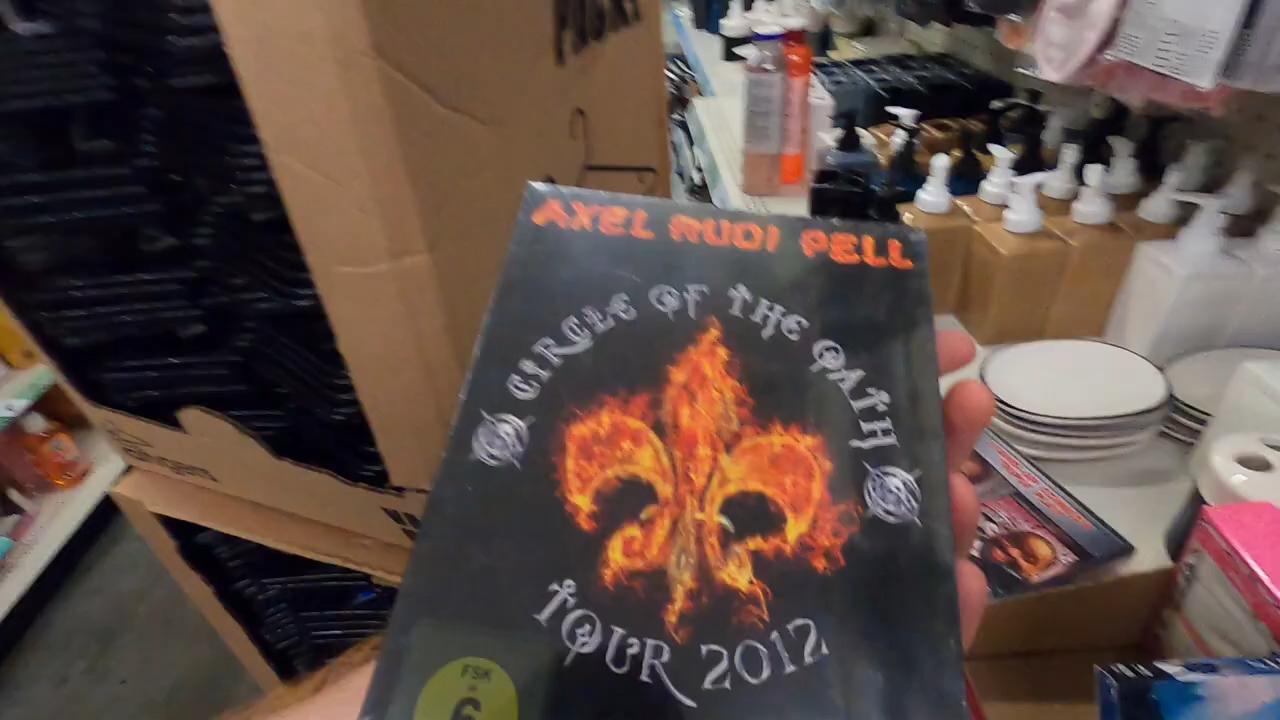 AXEL RUDI PELL
CIRCLE OF THE OATH
TOUR 2012
FSK
6